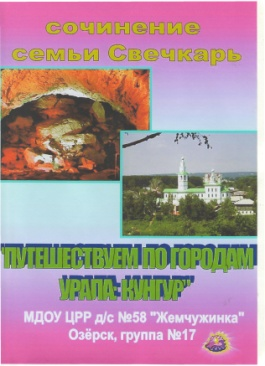 сочинение
семьи Свечкарь
"ПУТЕШЕСТВУЕМ ПО ГОРОДАМ
УРАЛА: КУНГУР"
МДОУ ЦРР д/с №58 "Жемчужинка"
Озёрск, группа №17